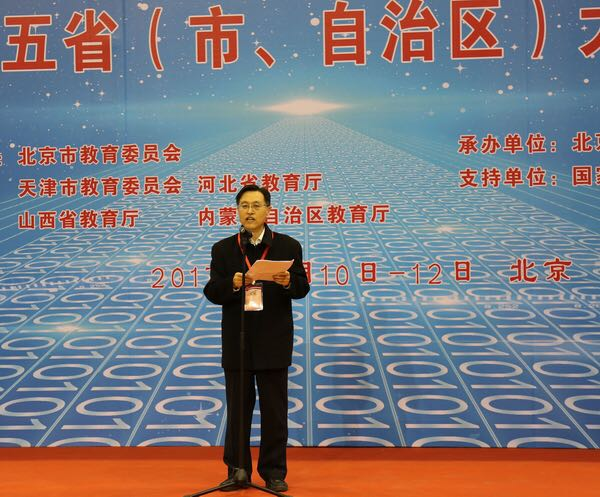 五省（市、自治区）
北京市教育委员会
承办单位：北
天津市教育委员会 河北省教育厅
支持单位：国
山西省教育厅 内蒙 自治区教育厅
201 月10日-12日 北京